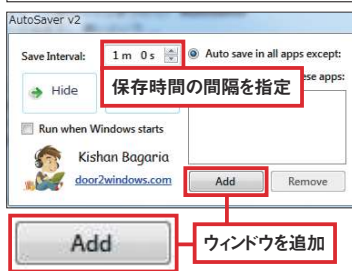 AutoSaver v2
Save Interval:
1 m 0 s
Auto save in all apps except:
ese apps:
Hide
保存時間の間隔を指定
Run when Windows starts
Kishan Bagaria
door2windows.com
Add
Remove
Add
ウィンドウを追加